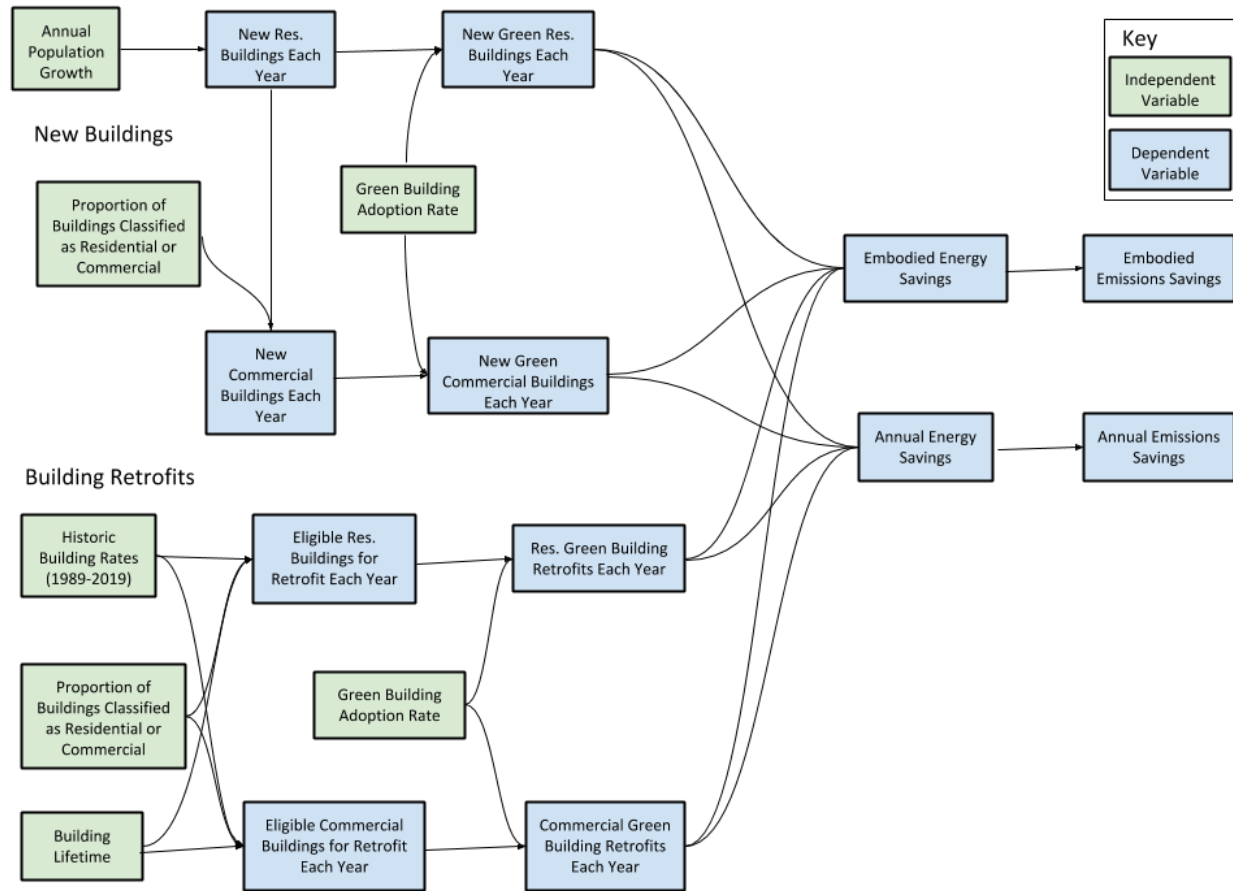 Annual
Population
Growth
New Res.
Buildings Each
Year
New Green Res.
Buildings Each
Year
Key
Independent
Variable
Dependent
Variable
New Buildings
Proportion of
Buildings Classified
as Residential or
Commercial
Green Building
Adoption Rate
New
Commercial
Buildings Each
Year
New Green
Commercial Buildings
Each Year
Embodied Energy
Savings
Embodied
Emissions Savings
Annual Energy
Savings
Annual Emissions
Savings
Building Retrofits
Historic
Building Rates
(1989-2019)
Eligible Res.
Buildings for
Retrofit Each Year
Res. Green Building
Retrofits Each Year
Proportion of
Buildings Classified
as Residential or
Commercial
Green Building
Adoption Rate
Building
Lifetime
Eligible Commercial
Buildings for Retrofit
Each Year
Commercial Green
Building Retrofits
Each Year